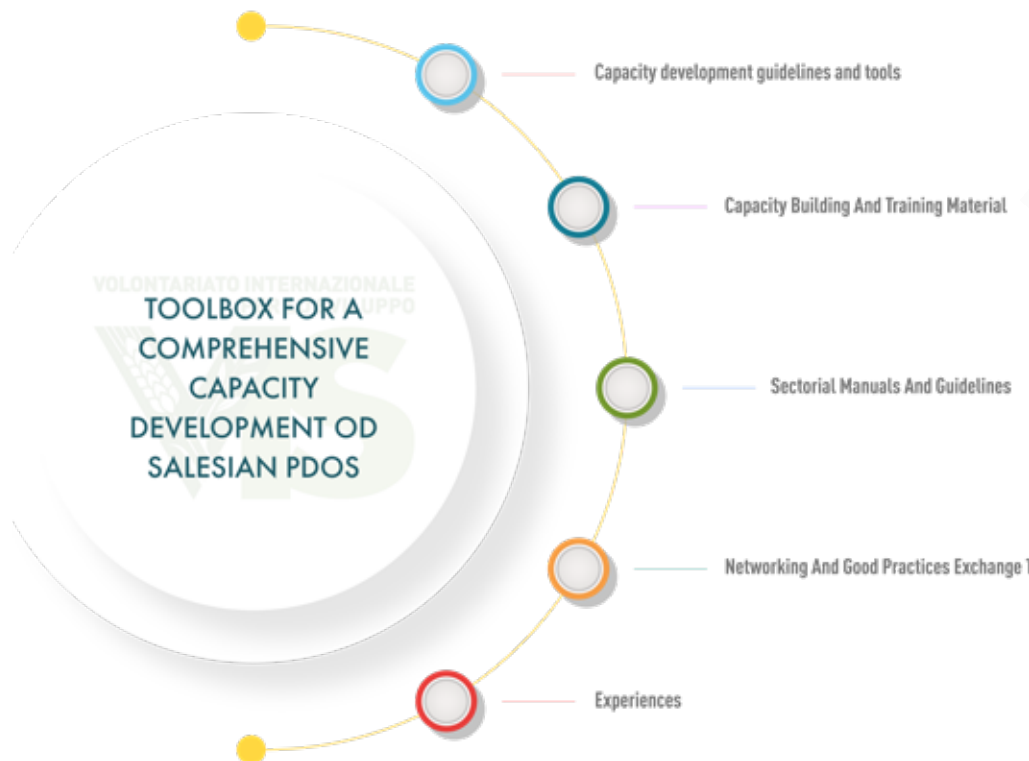 Capacity development guidelines and tools
Capacity Building And Training Material
VOLONTARIATO INTERNAZIONALE
TOOLBOX FOR A
COMPREHENSIVE
CAPACITY
DEVELOPMENT OD
SALESIAN PDOS
VIS
Sectorial Manuals And Guidelines
Networking And Good Practices Exchange T
Experiences